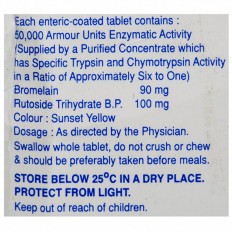 Each enteric-coated tablet contains :
50,000 Armour Units Enzymatic Activity
(Supplied by a Purified Concentrate which
has Specific Trypsin and Chymotrypsin Activity
in a Ratio of Approximately Six to One)
Bromelain 90 mg
Rutoside Trihydrate B.P. 100 mg
Colour : Sunset Yellow
Dosage : As directed by the Physician.
Swallow whole tablet, do not crush or chew
& should be preferably taken before meals.
STORE BELOW 25°C IN A DRY PLACE.
PROTECT FROM LIGHT.
Keep out of reach of children.